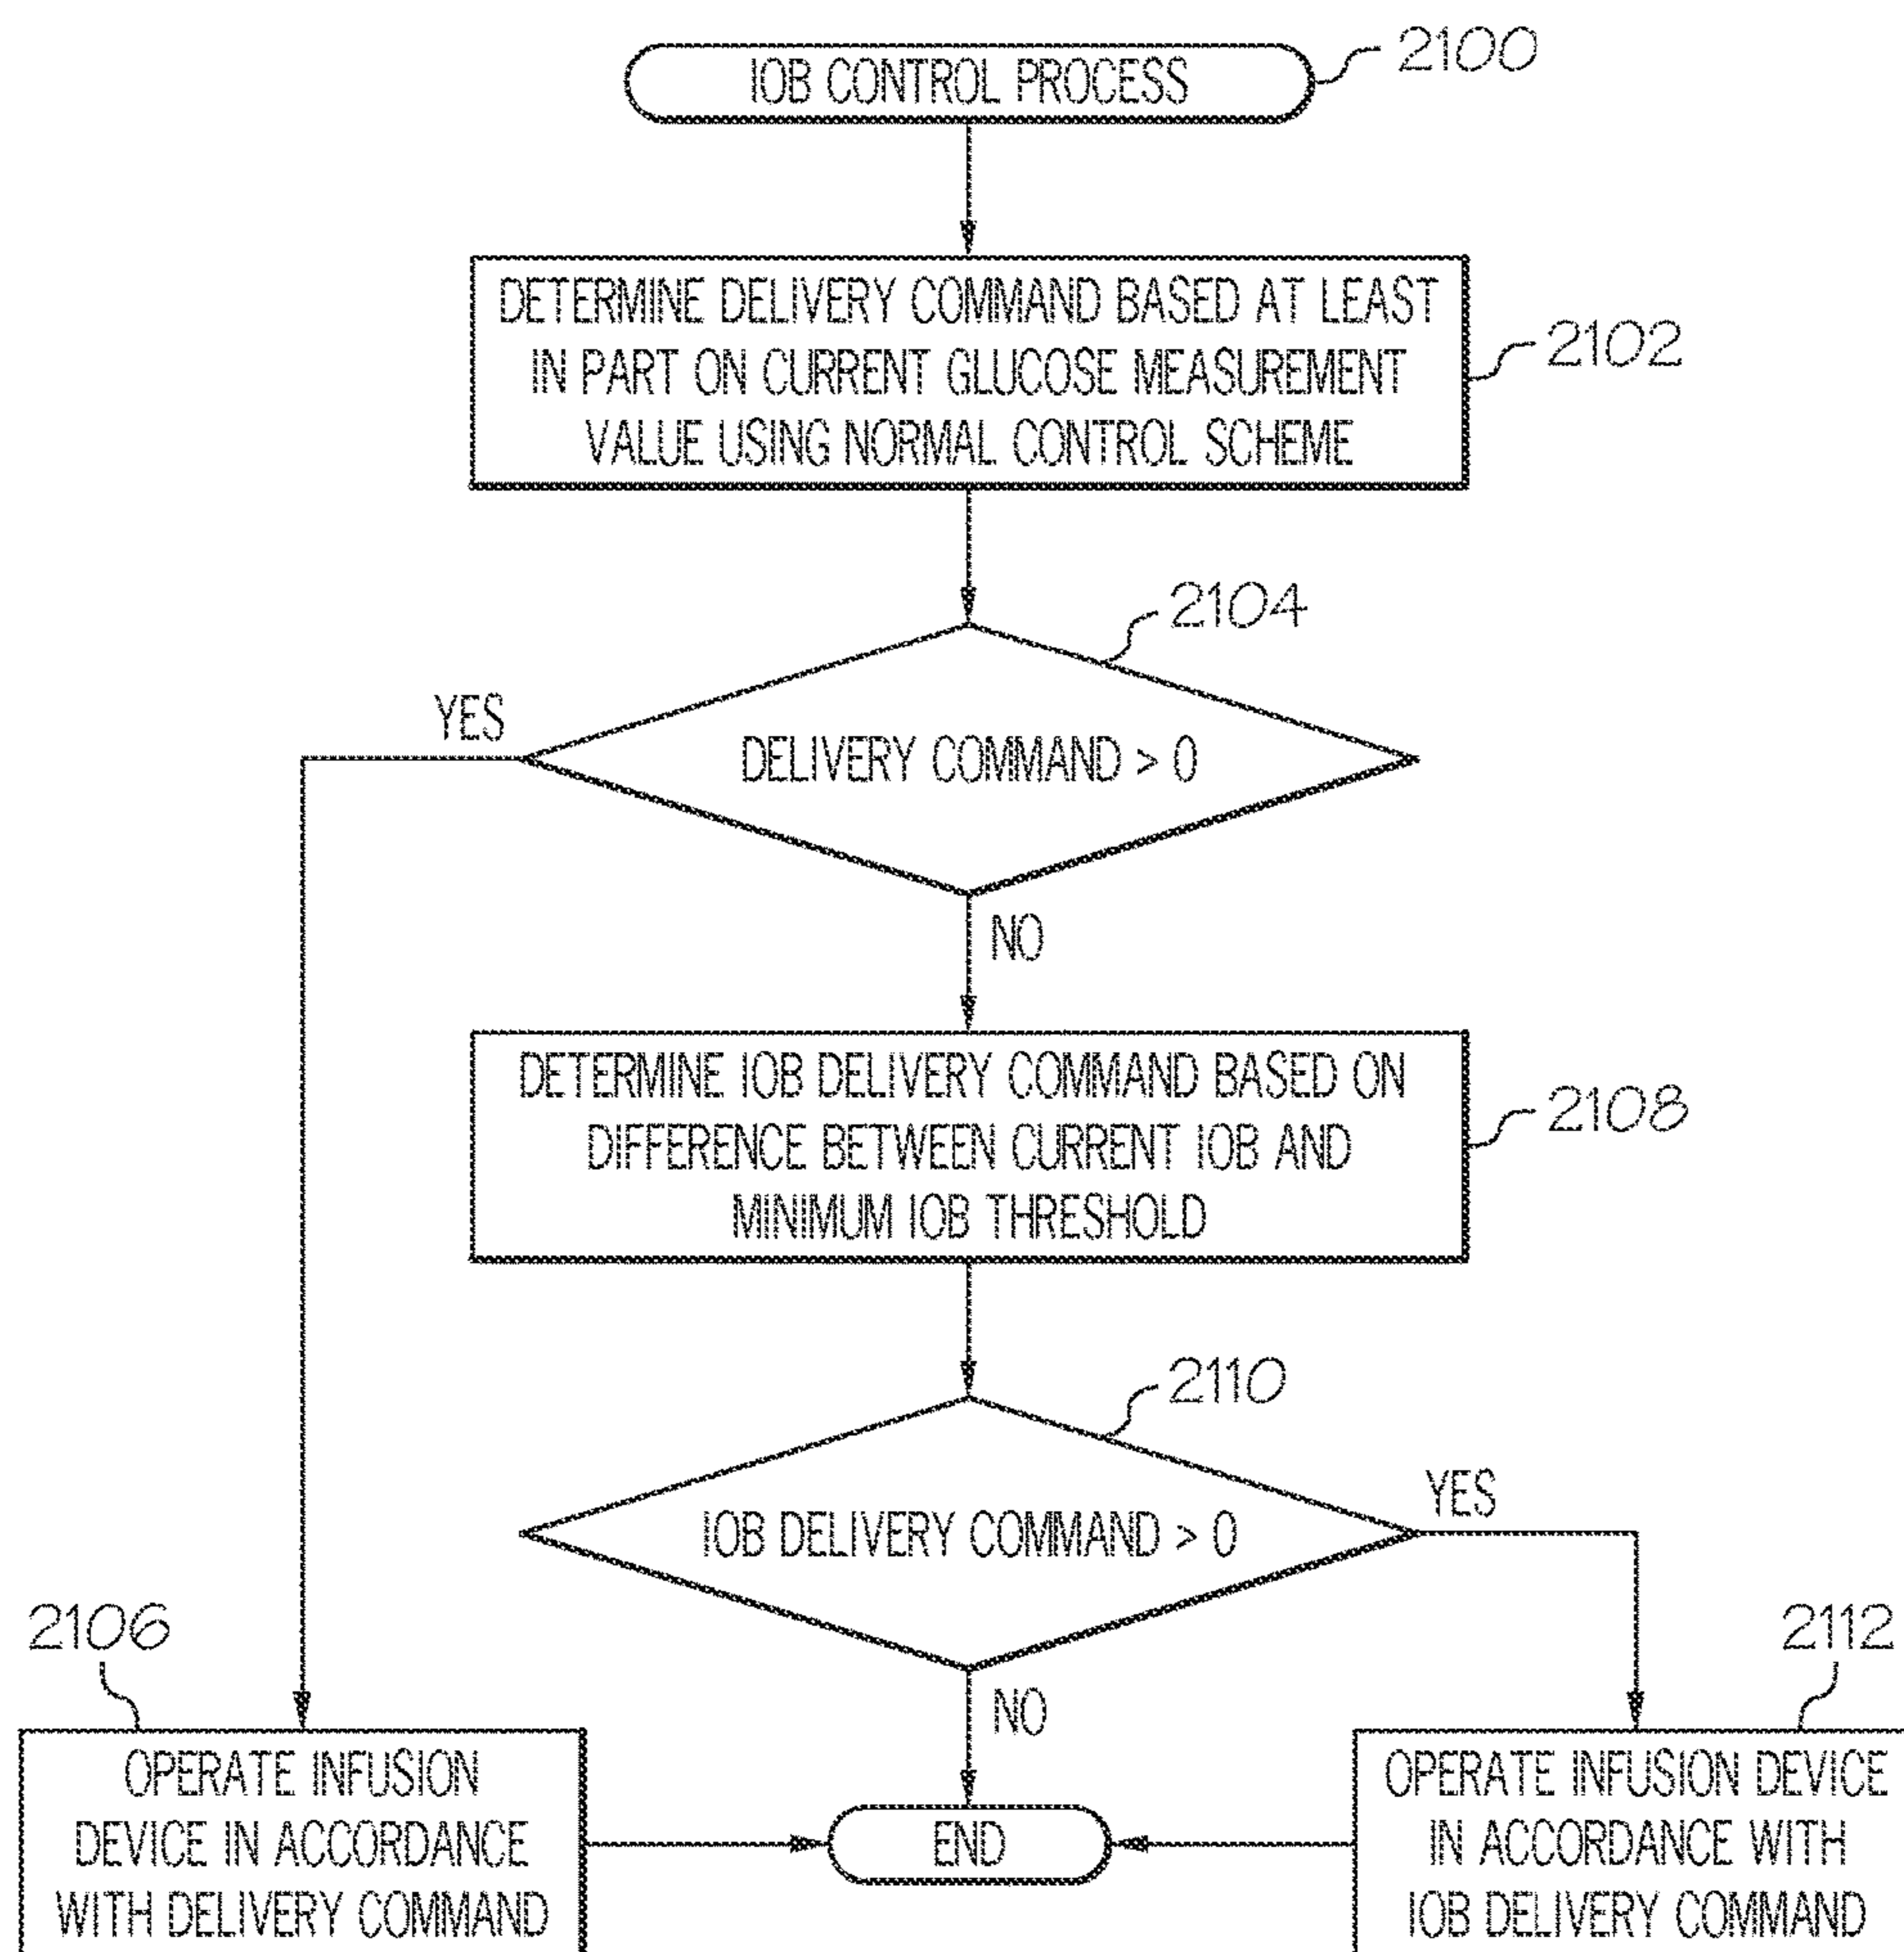 IOB CONTROL PROCESS
2100
DETERMINE DELIVERY COMMAND BASED AT LEAST
IN PART ON CURRENT GLUCOSE MEASUREMENT
VALUE USING NORMAL CONTROL SCHEME
2102
2104
YES
DELIVERY COMMAND > 0
NO
DETERMINE IOB DELIVERY COMMAND BASED ON
DIFFERENCE BETWEEN CURRENT IOB AND
MINIMUM IOB THRESHOLD
2108
2110
YES
IOB DELIVERY COMMAND > 0
2106
2112
NO
OPERATE INFUSION
DEVICE IN ACCORDANCE
WITH DELIVERY COMMAND
END
OPERATE INFUSION DEVICE
IN ACCORDANCE WITH
IOB DELIVERY COMMAND